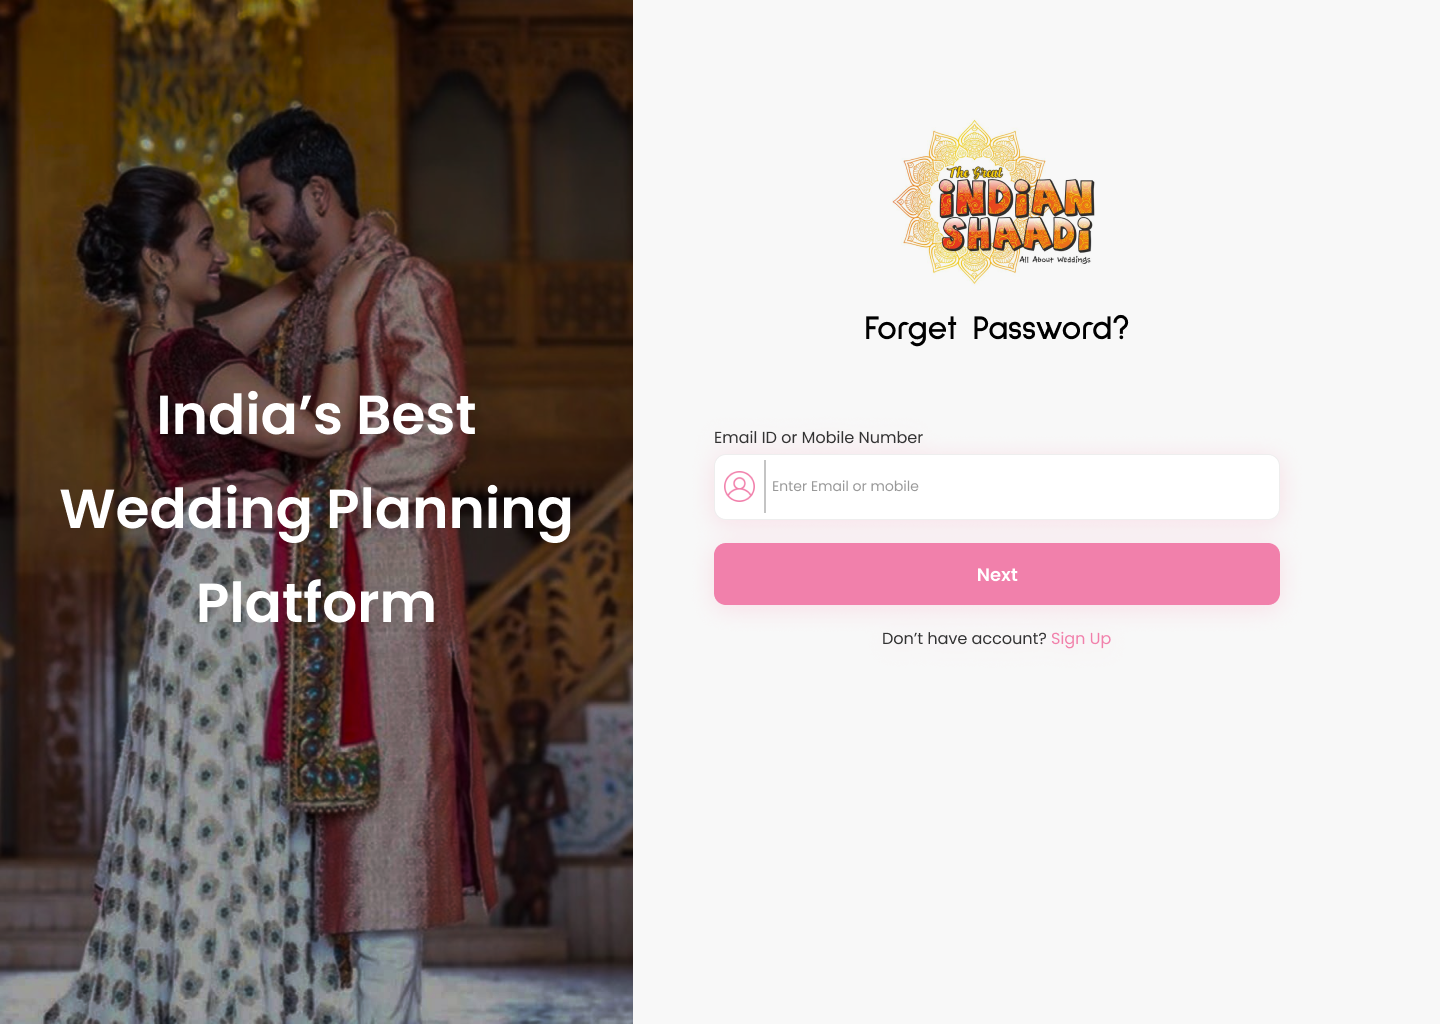 India’s Best
Wedding Planning
Platform
The Great
INDiAN
SHAADi
All About Weddings
Forget Password?
Email ID or Mobile Number
Enter Email or mobile
Next
Don’t have account? Sign Up